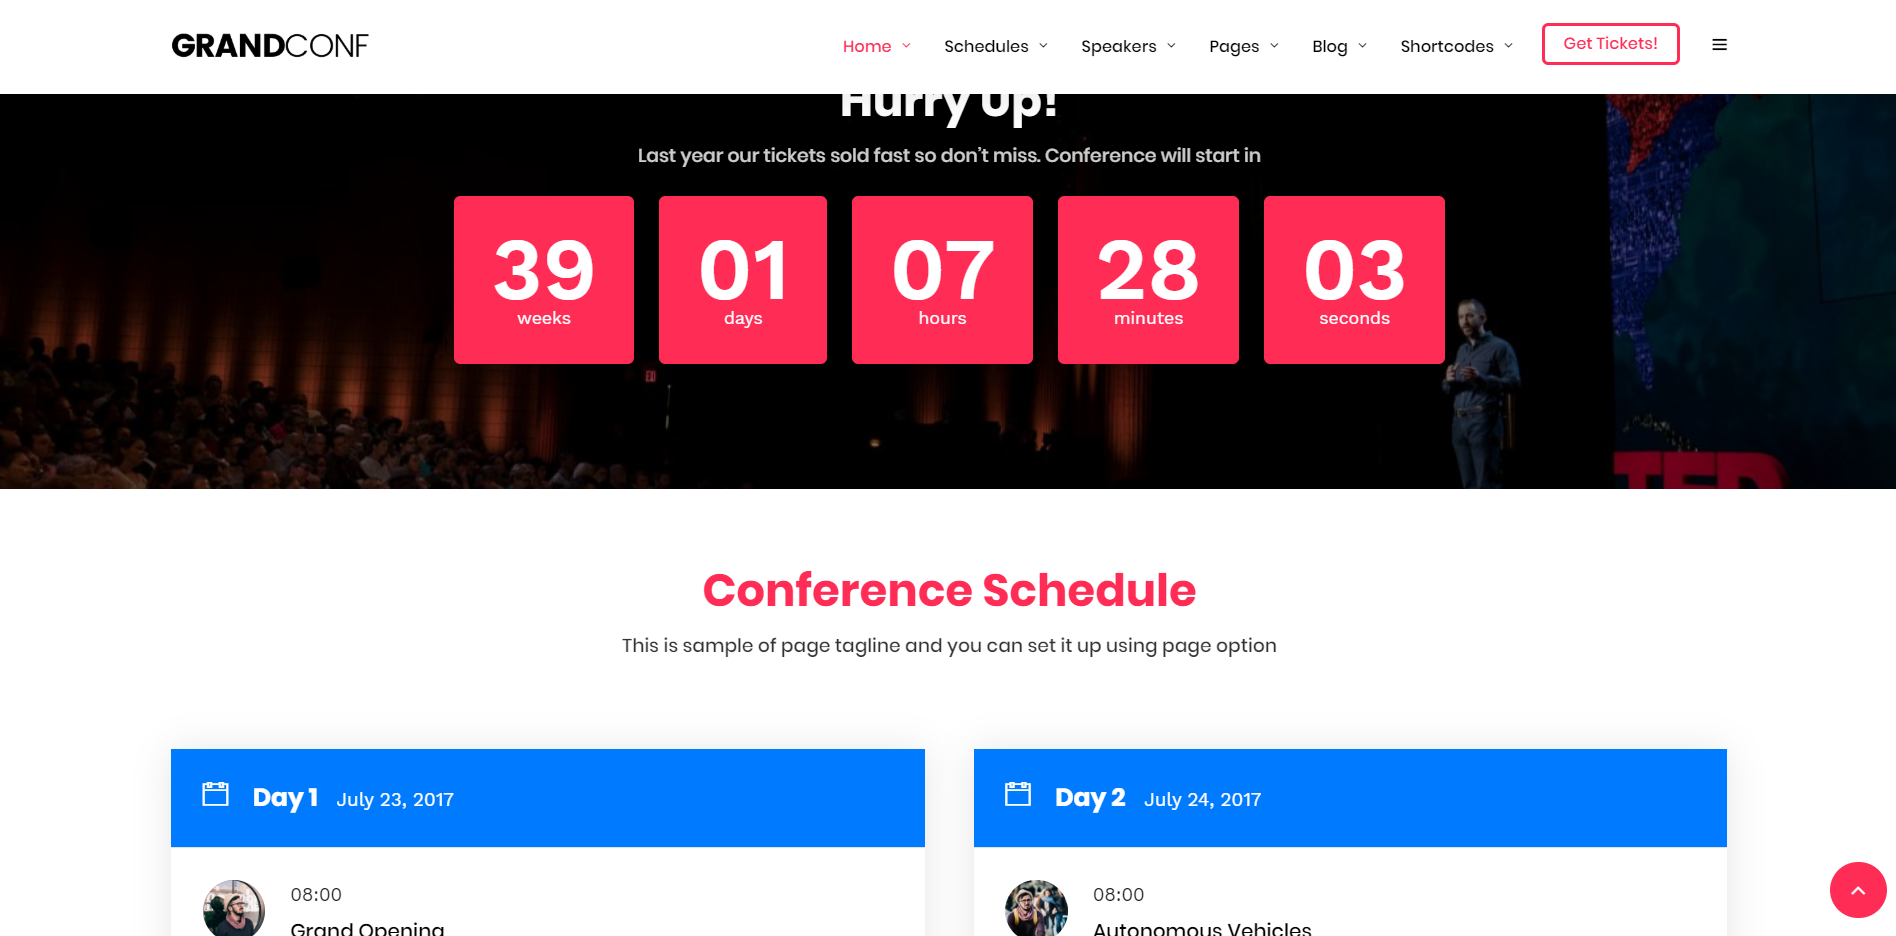 GRANDCONF
Home Schedules Speakers Pages Blog Shortcodes Get Tickets!
Hurry Up!
Last year our tickets sold fast so don't miss. Conference will start in
39 01 07 28 03
weeks days hours minutes seconds
TED
Conference Schedule
This is sample of page tagline and you can set it up using page option
Day 1 July 23, 2017
Day 2 July 24, 2017
08:00
Grand Opening
08:00
Autonomous Vehicles